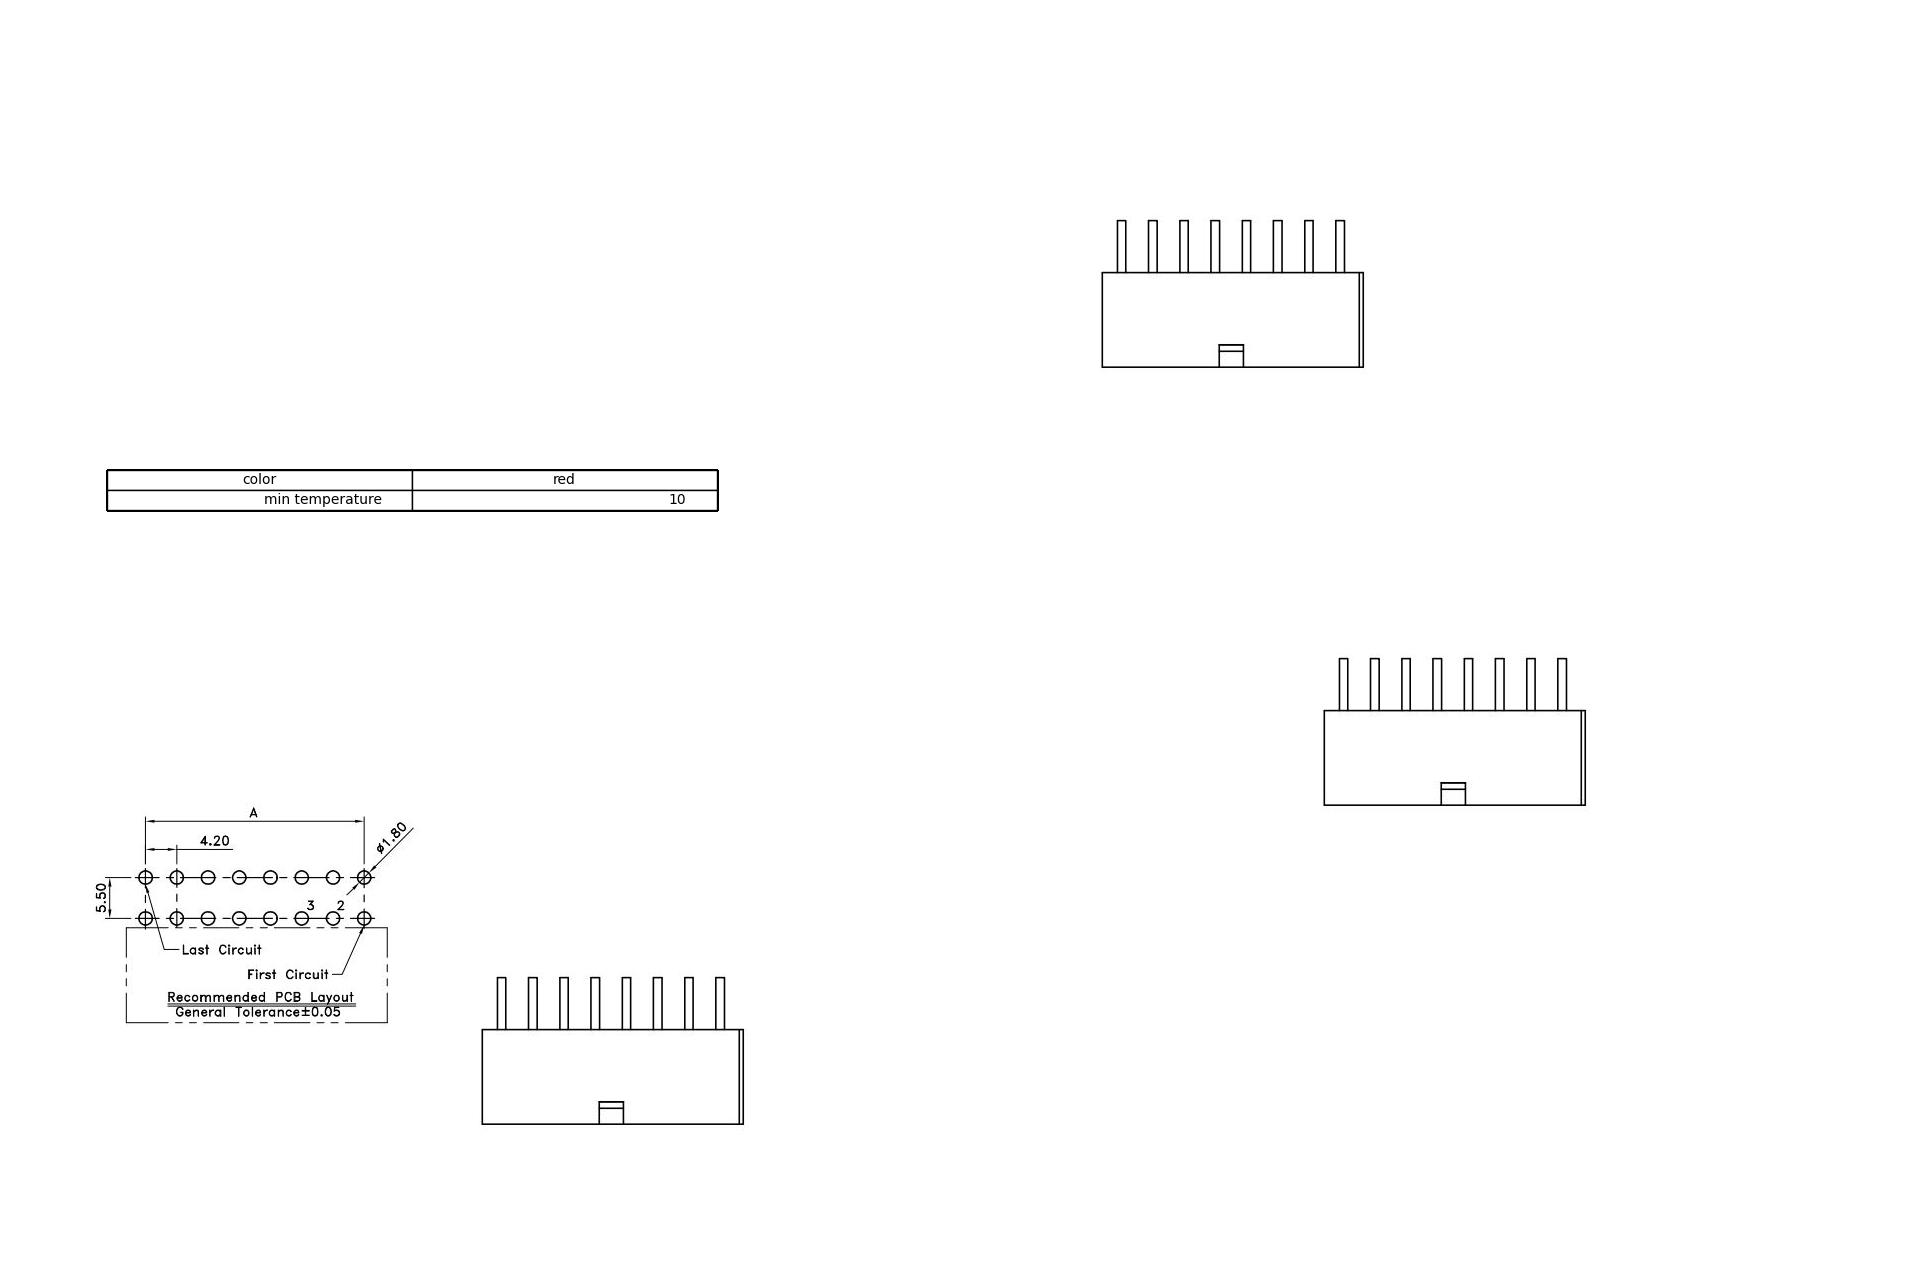 color red
min temperature 10
A
4.20
ø1.80
5.50
3 2
Last Circuit
First Circuit
Recommended PCB Layout
General Tolerance±0.05